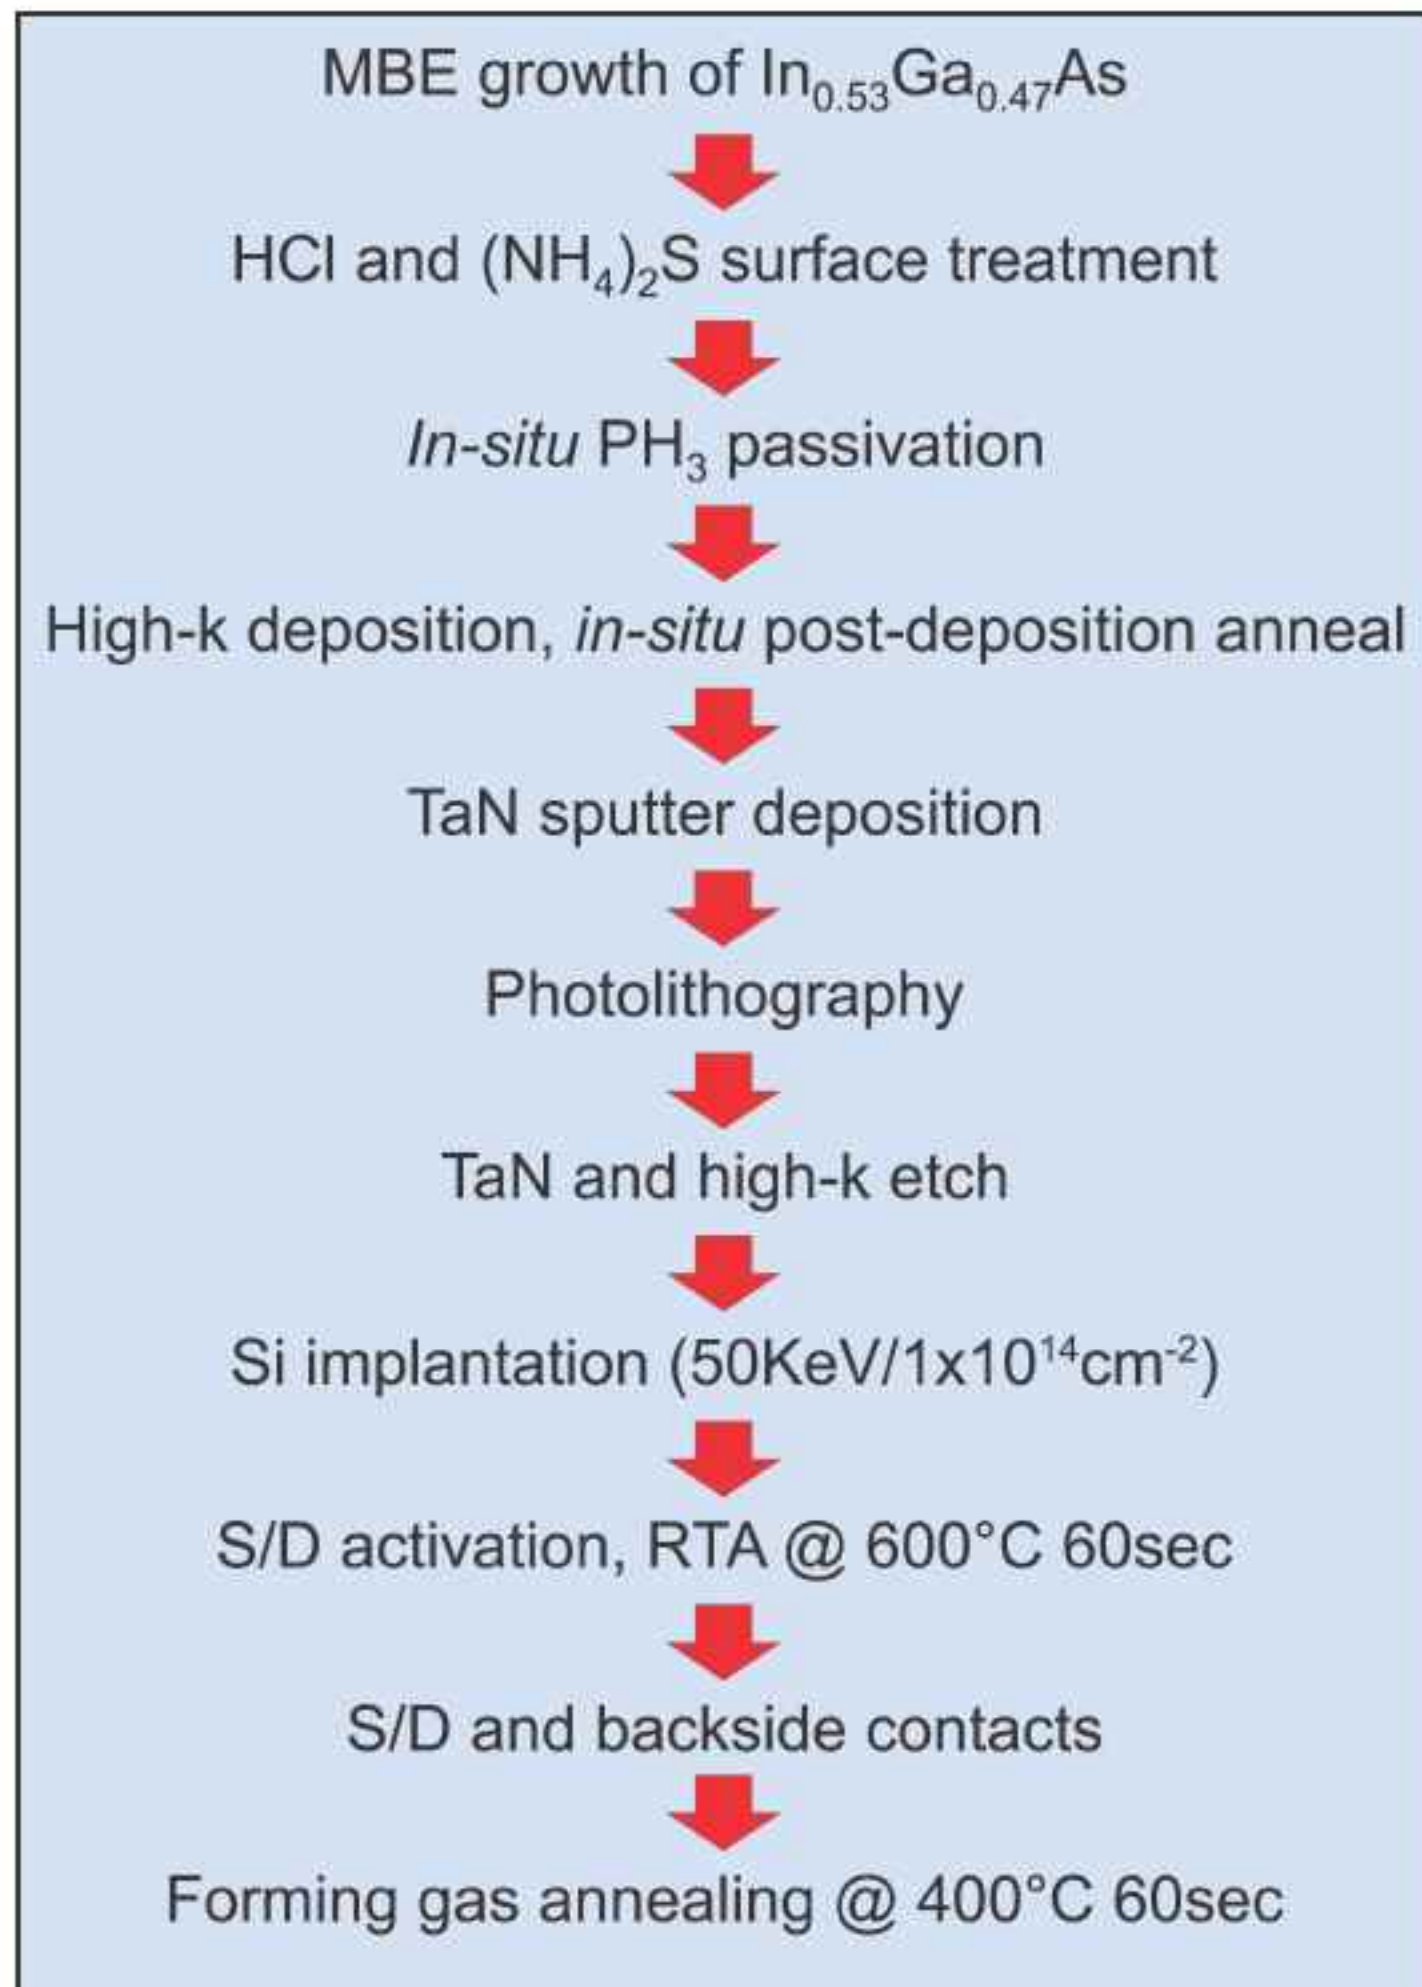 MBE growth of In₀.₅₃Ga₀.₄₇As
HCl and (NH₄)₂S surface treatment
In-situ PH₃ passivation
High-k deposition, in-situ post-deposition anneal
TaN sputter deposition
Photolithography
TaN and high-k etch
Si implantation (50KeV/1x10¹⁴cm⁻²)
S/D activation, RTA @ 600°C 60sec
S/D and backside contacts
Forming gas annealing @ 400°C 60sec